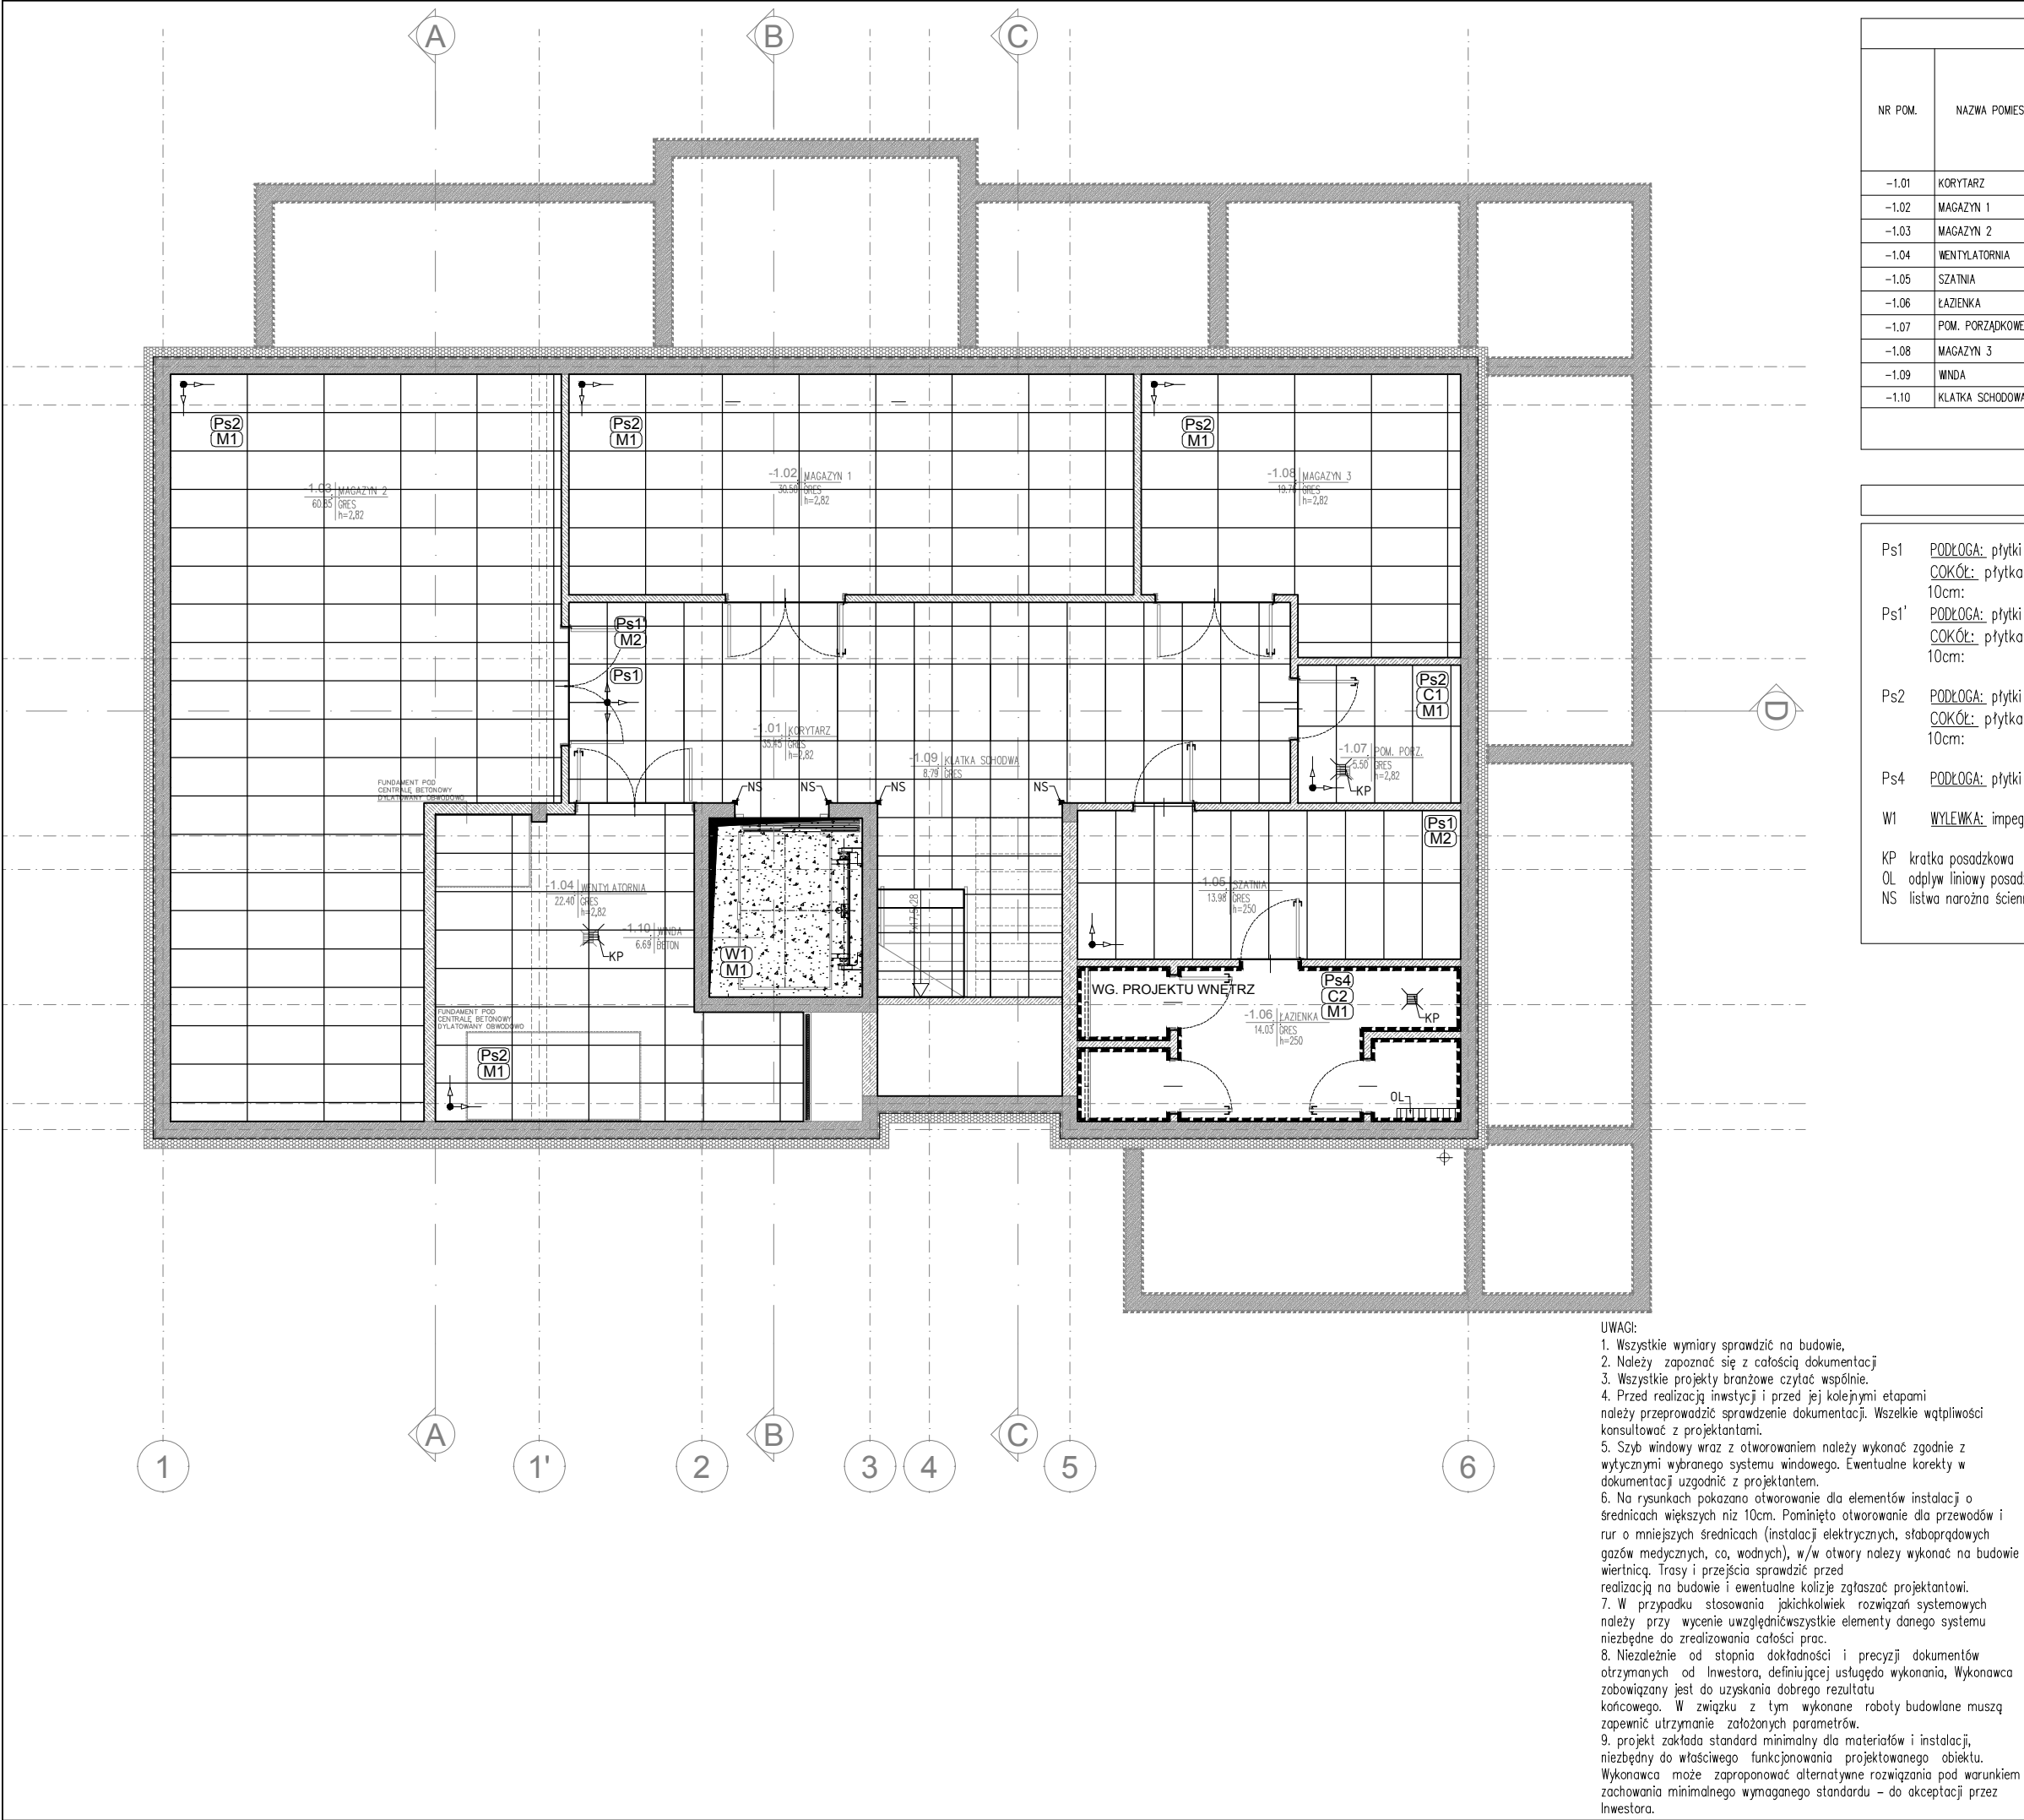 A
B
C
NR POM.
NAZWA POMIES
-1.01 KORYTARZ
-1.02 MAGAZYN 1
-1.03 MAGAZYN 2
-1.04 WENTYLATORNIA
-1.05 SZATNIA
-1.06 ŁAZIENKA
-1.07 POM. PORZĄDKOWE
-1.08 MAGAZYN 3
-1.09 WINDA
-1.10 KLATKA SCHODOWA
Ps2
M1
Ps2
M1
Ps2
M1
-1.03 MAGAZYN 2
60.85 GRES
h=2,82
-1.02 MAGAZYN 1
30.50 GRES
h=2,82
-1.08 MAGAZYN 3
19.70 GRES
h=2,82
Ps1 PODŁOGA: płytki
COKÓŁ: płytka
10cm:
Ps1' PODŁOGA: płytki
COKÓŁ: płytka
10cm:
Ps2 PODŁOGA: płytki
COKÓŁ: płytka
10cm:
Ps4 PODŁOGA: płytki
W1 WYLEWKA: impeg
KP kratka posadzkowa
OL odpływ liniowy
NS listwa narożna
Ps1'
M2
Ps1
Ps2
C1
M1
D
-1.01 KORYTARZ
GRES
h=2,82
-1.09 KLATKA SCHODWA
8.79 GRES
-1.07 POM. PORZ.
5.50 GRES
h=2,82
KP
FUNDAMENT POD
CENTRALĘ BETONOWY
DYLATOWANY OBWODOWO
NS
NS
NS
NS
Ps1
M2
-1.04 WENTYLATORNIA
22.40 GRES
h=2,82
-1.05 SZATNIA
13.98 GRES
h=250
-1.10 WINDA
6.69 BETON
KP
W1
M1
7x17,5x28
WG. PROJEKTU WNĘTRZ
Ps4
C2
M1
KP
-1.06 ŁAZIENKA
14.03 GRES
h=250
FUNDAMENT POD
CENTRALĘ BETONOWY
DYLATOWANY OBWODOWO
Ps2
M1
OL
A
B
C
1
1'
2
3
4
5
6
UWAGI:
1. Wszystkie wymiary sprawdzić na budowie,
2. Należy zapoznać się z całością dokumentacji
3. Wszystkie projekty branżowe czytać wspólnie.
4. Przed realizacją inwstycji i przed jej kolejnymi etapami
należy przeprowadzić sprawdzenie dokumentacji. Wszelkie wątpliwości
konsultować z projektantami.
5. Szyb windowy wraz z otworowaniem należy wykonać zgodnie z
wytycznymi wybranego systemu windowego. Ewentualne korekty w
dokumentacji uzgodnić z projektantem.
6. Na rysunkach pokazano otworowanie dla elementów instalacji o
średnicach większych niz 10cm. Pominięto otworowanie dla przewodów i
rur o mniejszych średnicach (instalacji elektrycznych, słaboprądowych
gazów medycznych, co, wodnych), w/w otwory nalezy wykonać na budowie
wiertnicą. Trasy i przejścia sprawdzić przed
realizacją na budowie i ewentualne kolizje zgłaszać projektantowi.
7. W przypadku stosowania jakichkolwiek rozwiązań systemowych
należy przy wycenie uwzględnićwszystkie elementy danego systemu
niezbędne do zrealizowania całości prac.
8. Niezależnie od stopnia dokładności i precyzji dokumentów
otrzymanych od Inwestora, definiującej usługędo wykonania, Wykonawca
zobowiązany jest do uzyskania dobrego rezultatu
końcowego. W związku z tym wykonane roboty budowlane muszą
zapewnić utrzymanie założonych parametrów.
9. projekt zakłada standard minimalny dla materiałów i instalacji,
niezbędny do właściwego funkcjonowania projektowanego obiektu.
Wykonawca może zaproponować alternatywne rozwiązania pod warunkiem
zachowania minimalnego wymaganego standardu – do akceptacji przez
Inwestora.